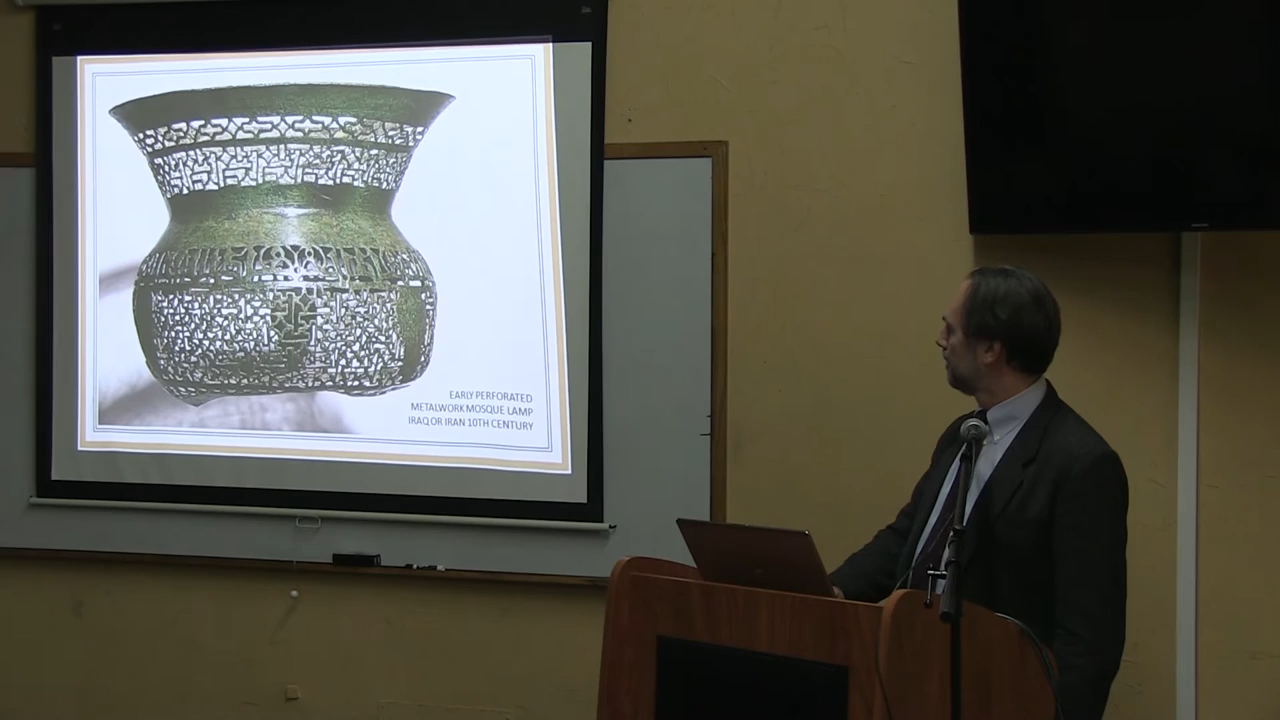 EARLY PERFORATED
METALWORK MOSQUE LAMP
IRAQ OR IRAN 10TH CENTURY